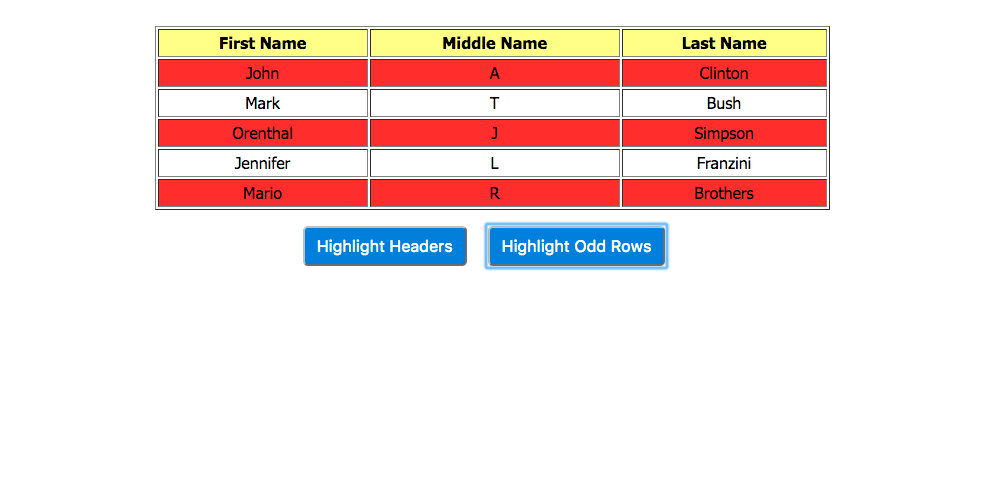 First Name Middle Name Last Name
John A Clinton
Mark T Bush
Orenthal J Simpson
Jennifer L Franzini
Mario R Brothers
Highlight Headers Highlight Odd Rows